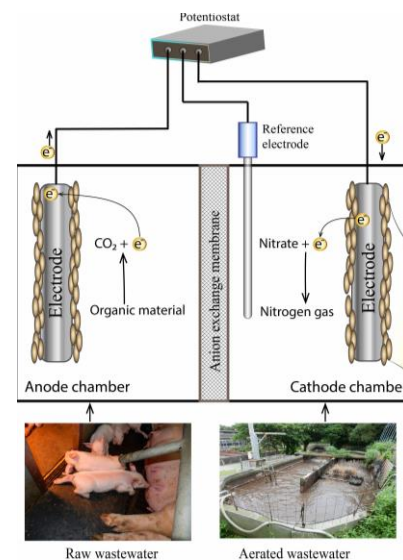 Potentiostat
Reference
electrode
e⁻
e⁻
e⁻
e⁻
CO₂ + e⁻
Nitrate + e⁻
Electrode
Electrode
Organic material
Nitrogen gas
Anion exchange membrane
Anode chamber
Cathode chambe
Raw wastewater
Aerated wastewater